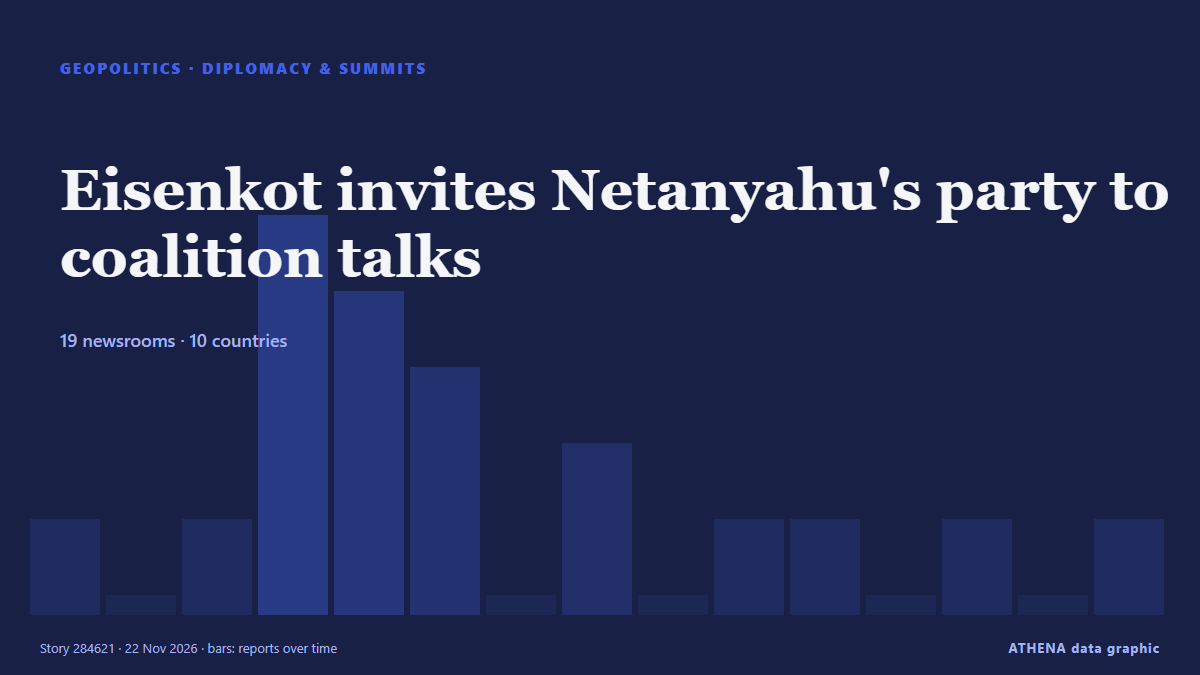 GEOPOLITICS · DIPLOMACY & SUMMITS
Eisenkot invites Netanyahu's party to
coalition talks
19 newsrooms · 10 countries
Story 284621 · 22 Nov 2026 · bars: reports over time
ATHENA data graphic